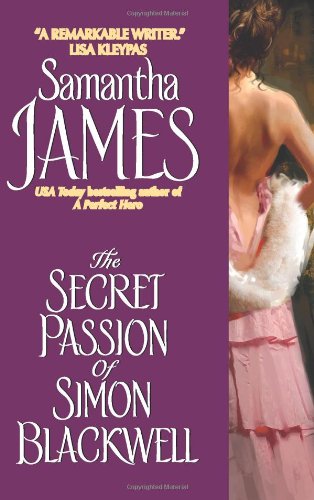 "A REMARKABLE WRITER."
LISA KLEYPAS
Samantha
JAMES
USA Today bestselling author of
A Perfect Hero
The
SECRET
PASSION
Of
SIMON
BLACKWELL